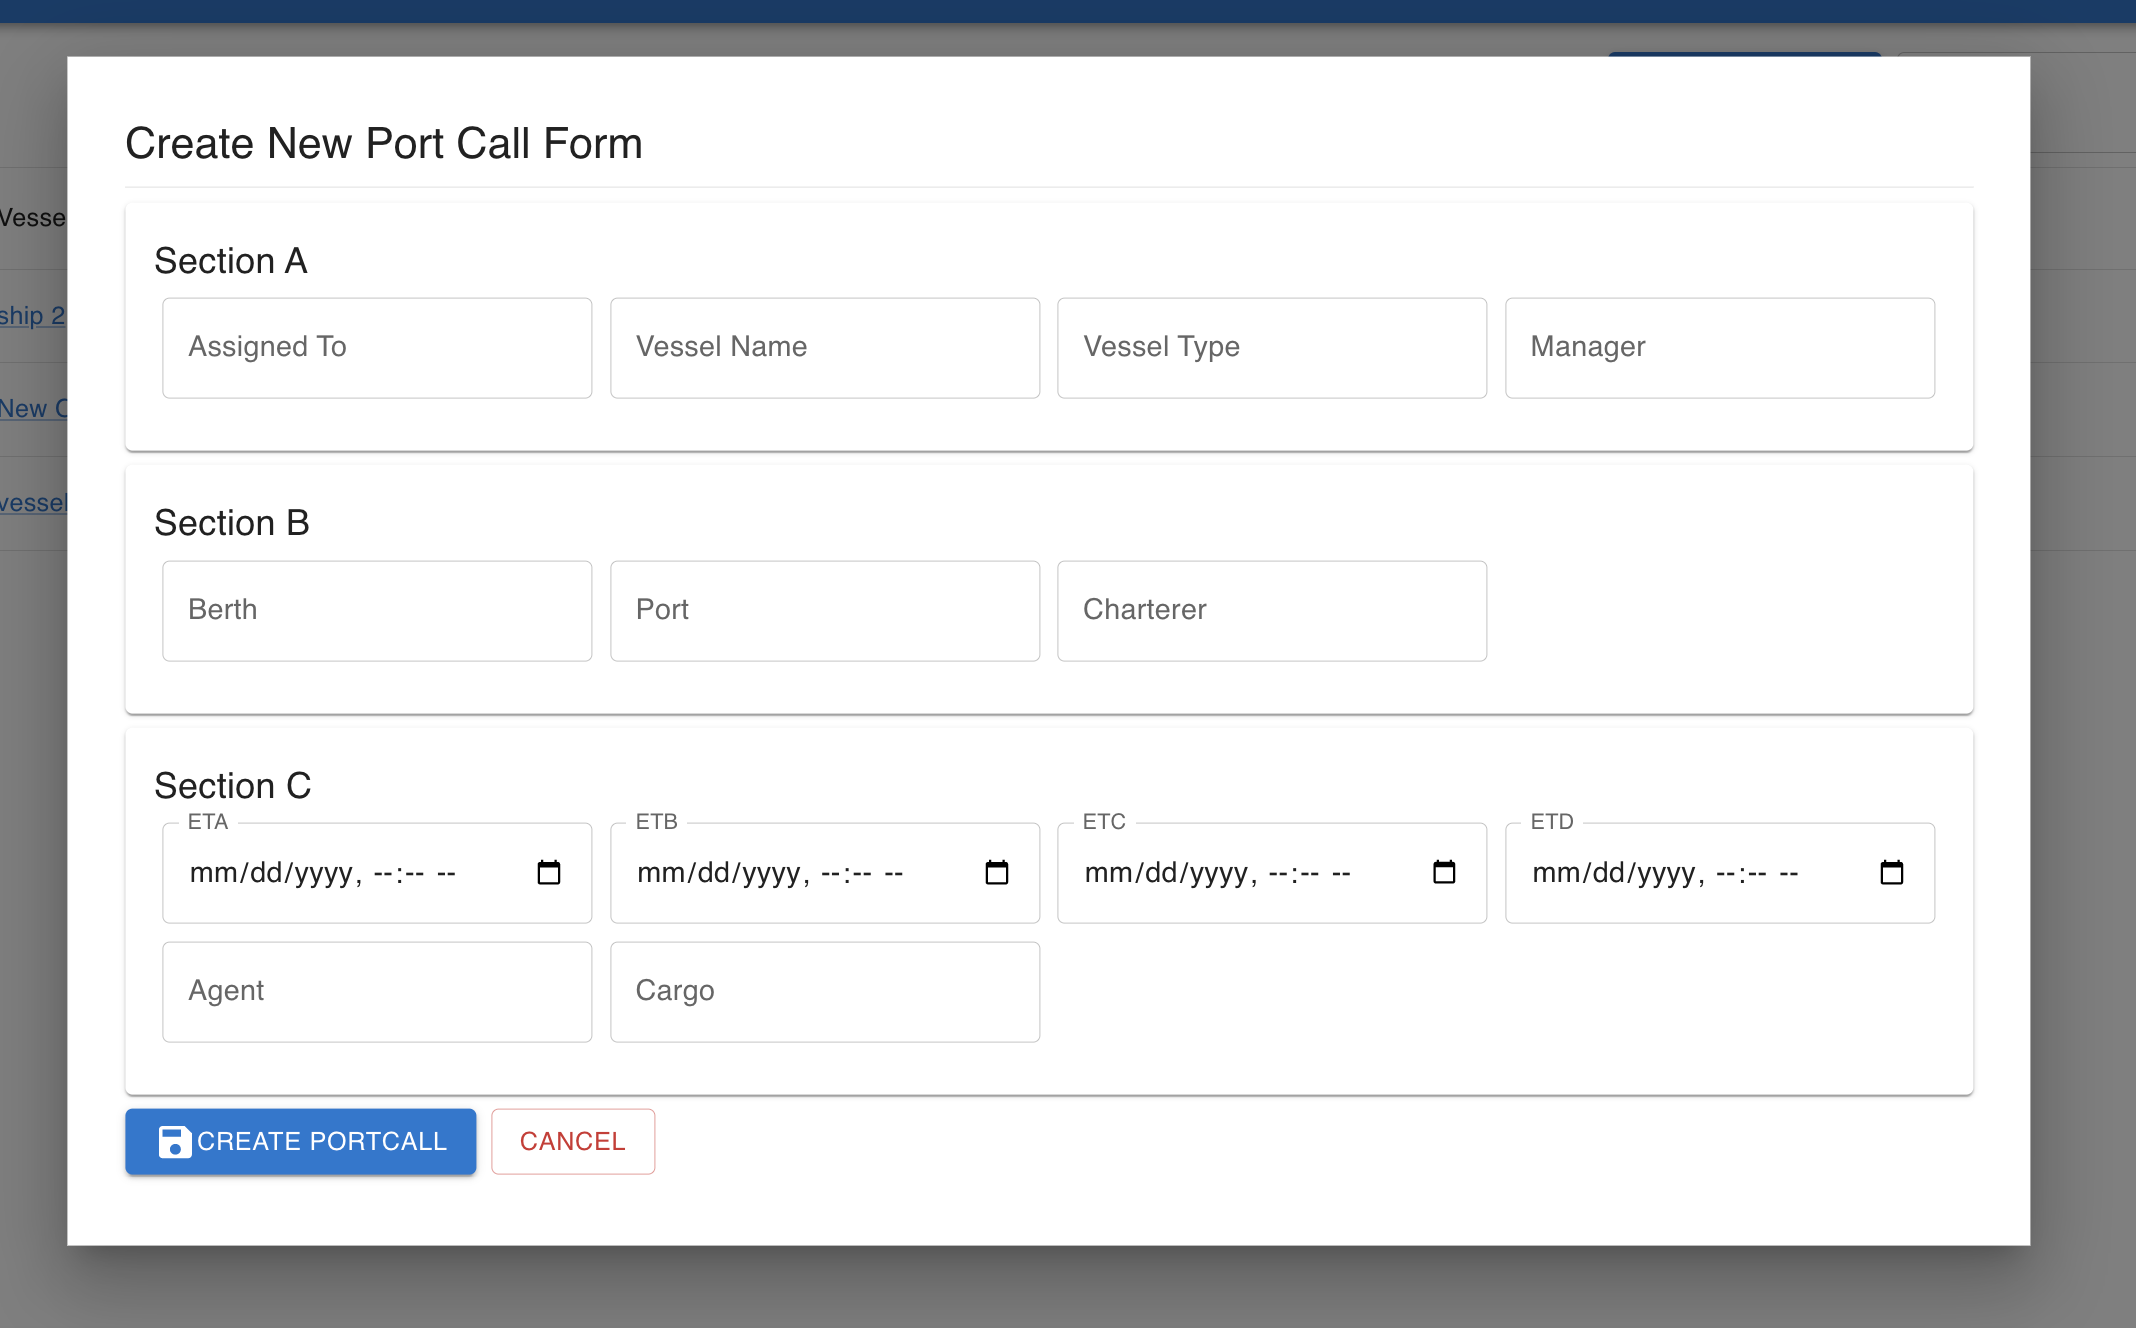 Create New Port Call Form
Vesse
ship 2
New C
vessel
Section A
Assigned To
Vessel Name
Vessel Type
Manager
Section B
Berth
Port
Charterer
Section C
ETA
ETB
ETC
ETD
mm/dd/yyyy, --:-- --
mm/dd/yyyy, --:-- --
mm/dd/yyyy, --:-- --
mm/dd/yyyy, --:-- --
Agent
Cargo
CREATE PORTCALL
CANCEL